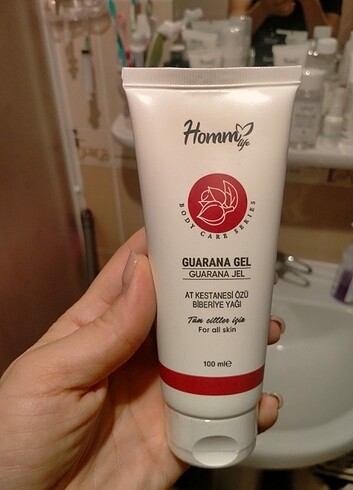 Homm
life
BODY CARE SERIES
GUARANA GEL
GUARANA JEL
AT KESTANESİ ÖZÜ
BİBERİYE YAĞI
Tüm ciltler için
For all skin
100 ml℮